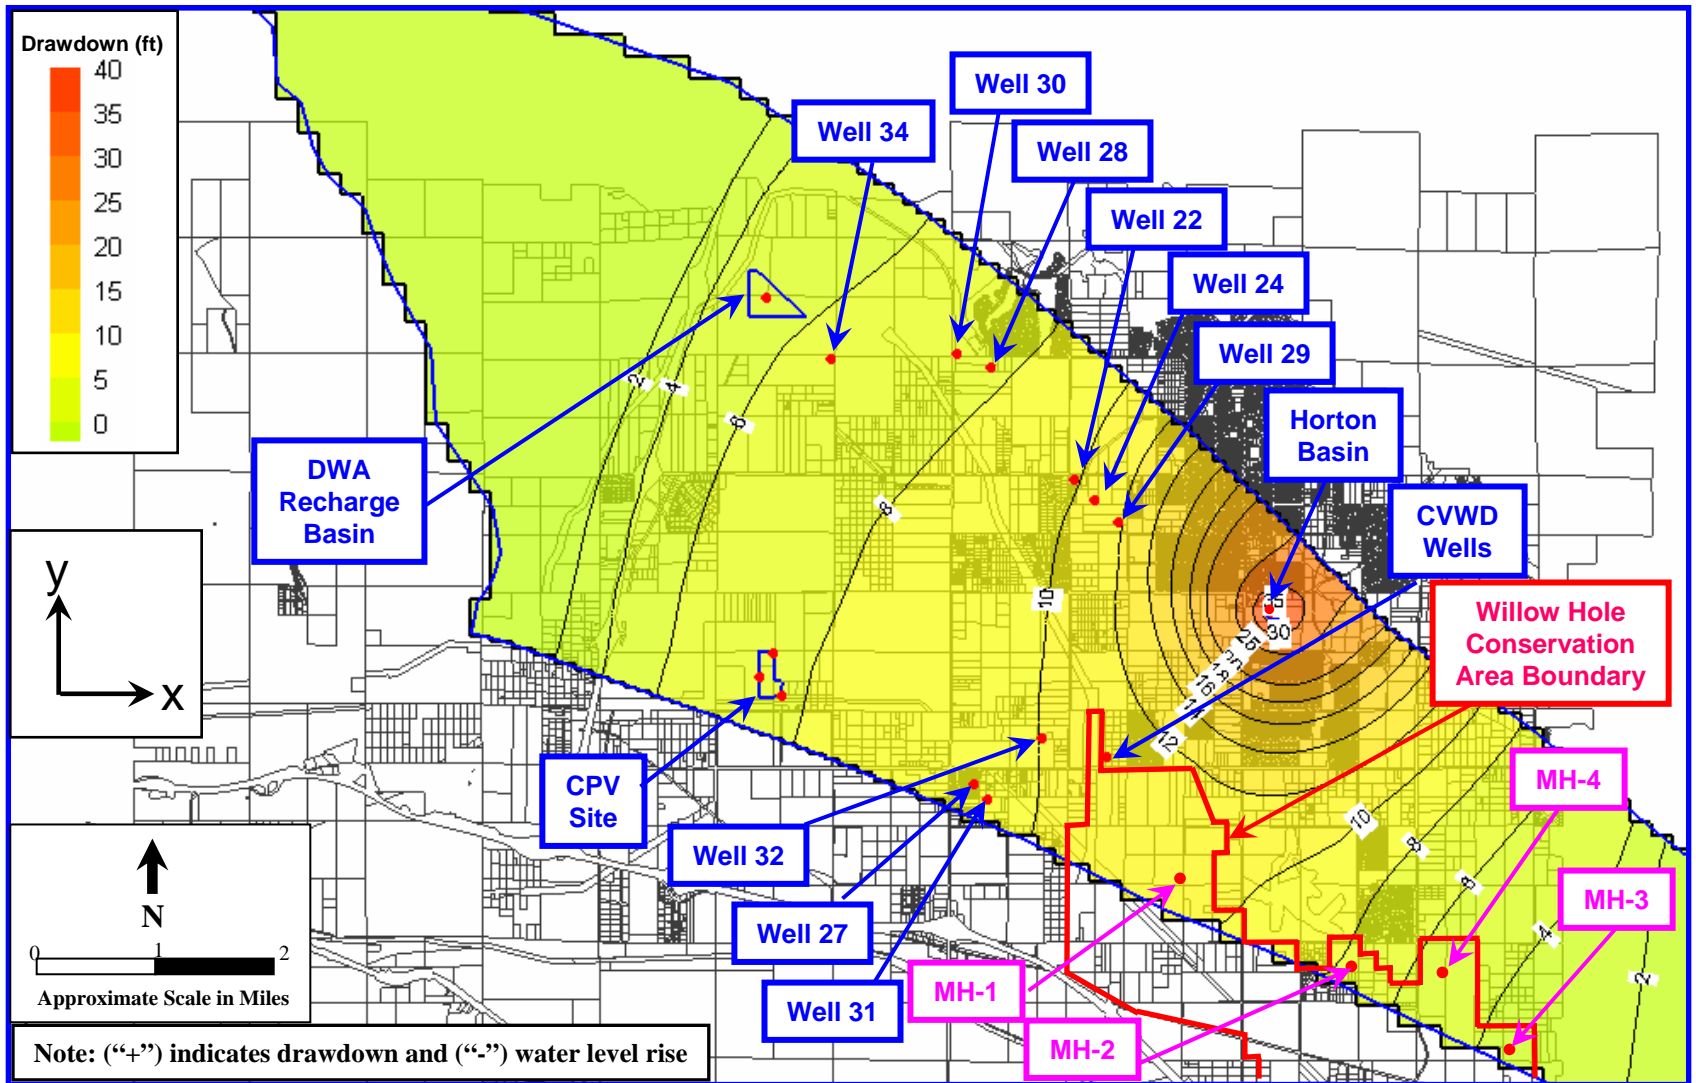 Drawdown (ft)
40
35
30
25
20
15
10
5
0
Well 30
Well 34
Well 28
Well 22
Well 24
Well 29
Horton
Basin
CVWD
Wells
DWA
Recharge
Basin
Willow Hole
Conservation
Area Boundary
y
x
2
4
6
8
10
30
25
18
16
14
12
10
8
6
4
2
CPV
Site
MH-4
MH-3
Well 32
Well 27
Well 31
MH-1
MH-2
N
0 1 2
Approximate Scale in Miles
Note: (“+”) indicates drawdown and (“-”) water level rise